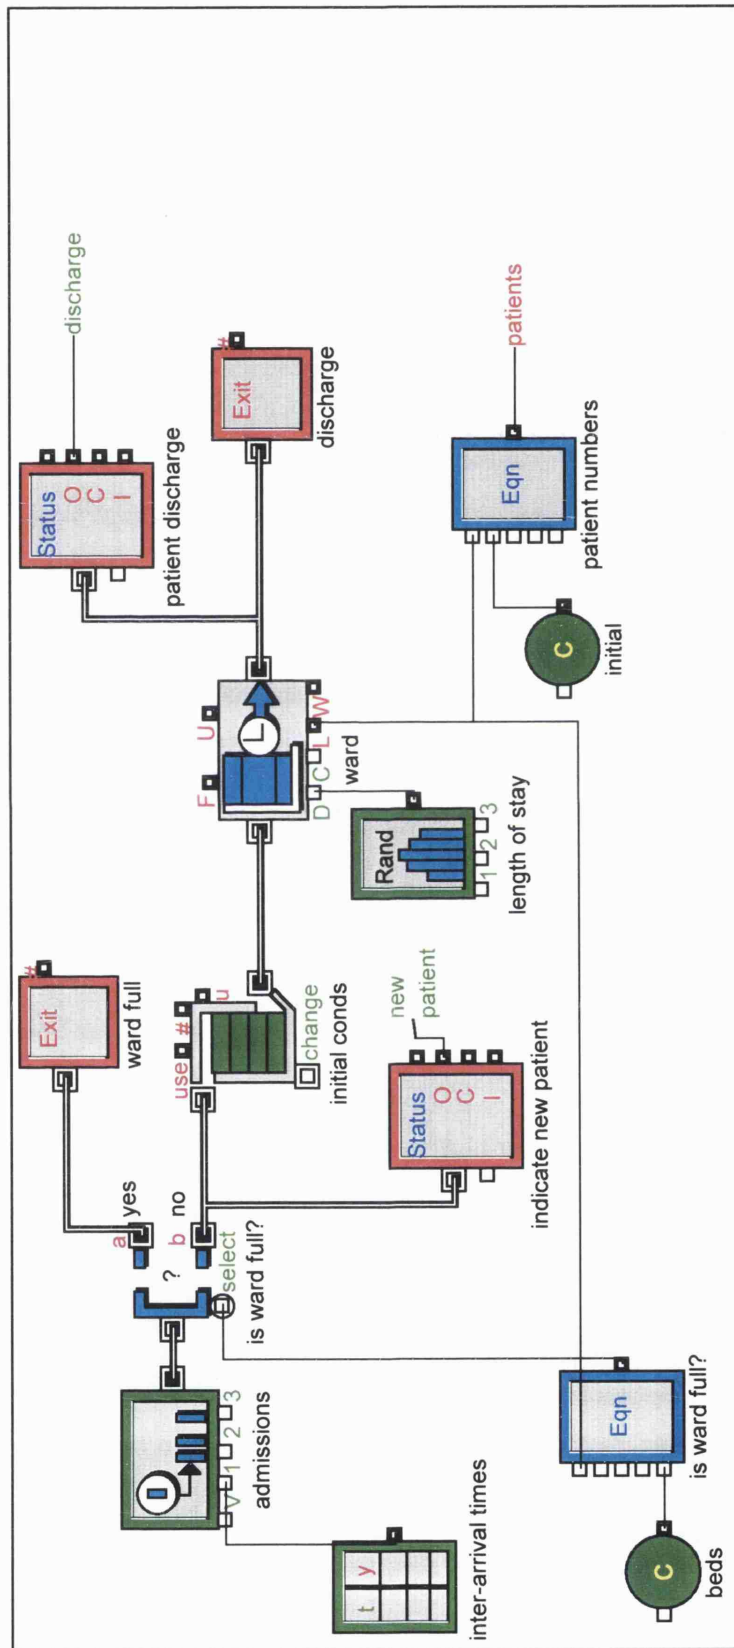 t y
inter-arrival times
V 1 2 3
admissions
C
beds
Eqn
is ward full?
?
a yes
b no
select
is ward full?
Exit #
ward full
use # u
change
initial conds
Status
O
C
I
new
patient
indicate new patient
F U
D C L W
ward
Rand
1 2 3
length of stay
Status
O
C
I
discharge
patient discharge
Exit #
discharge
C
initial
Eqn
patients
patient numbers